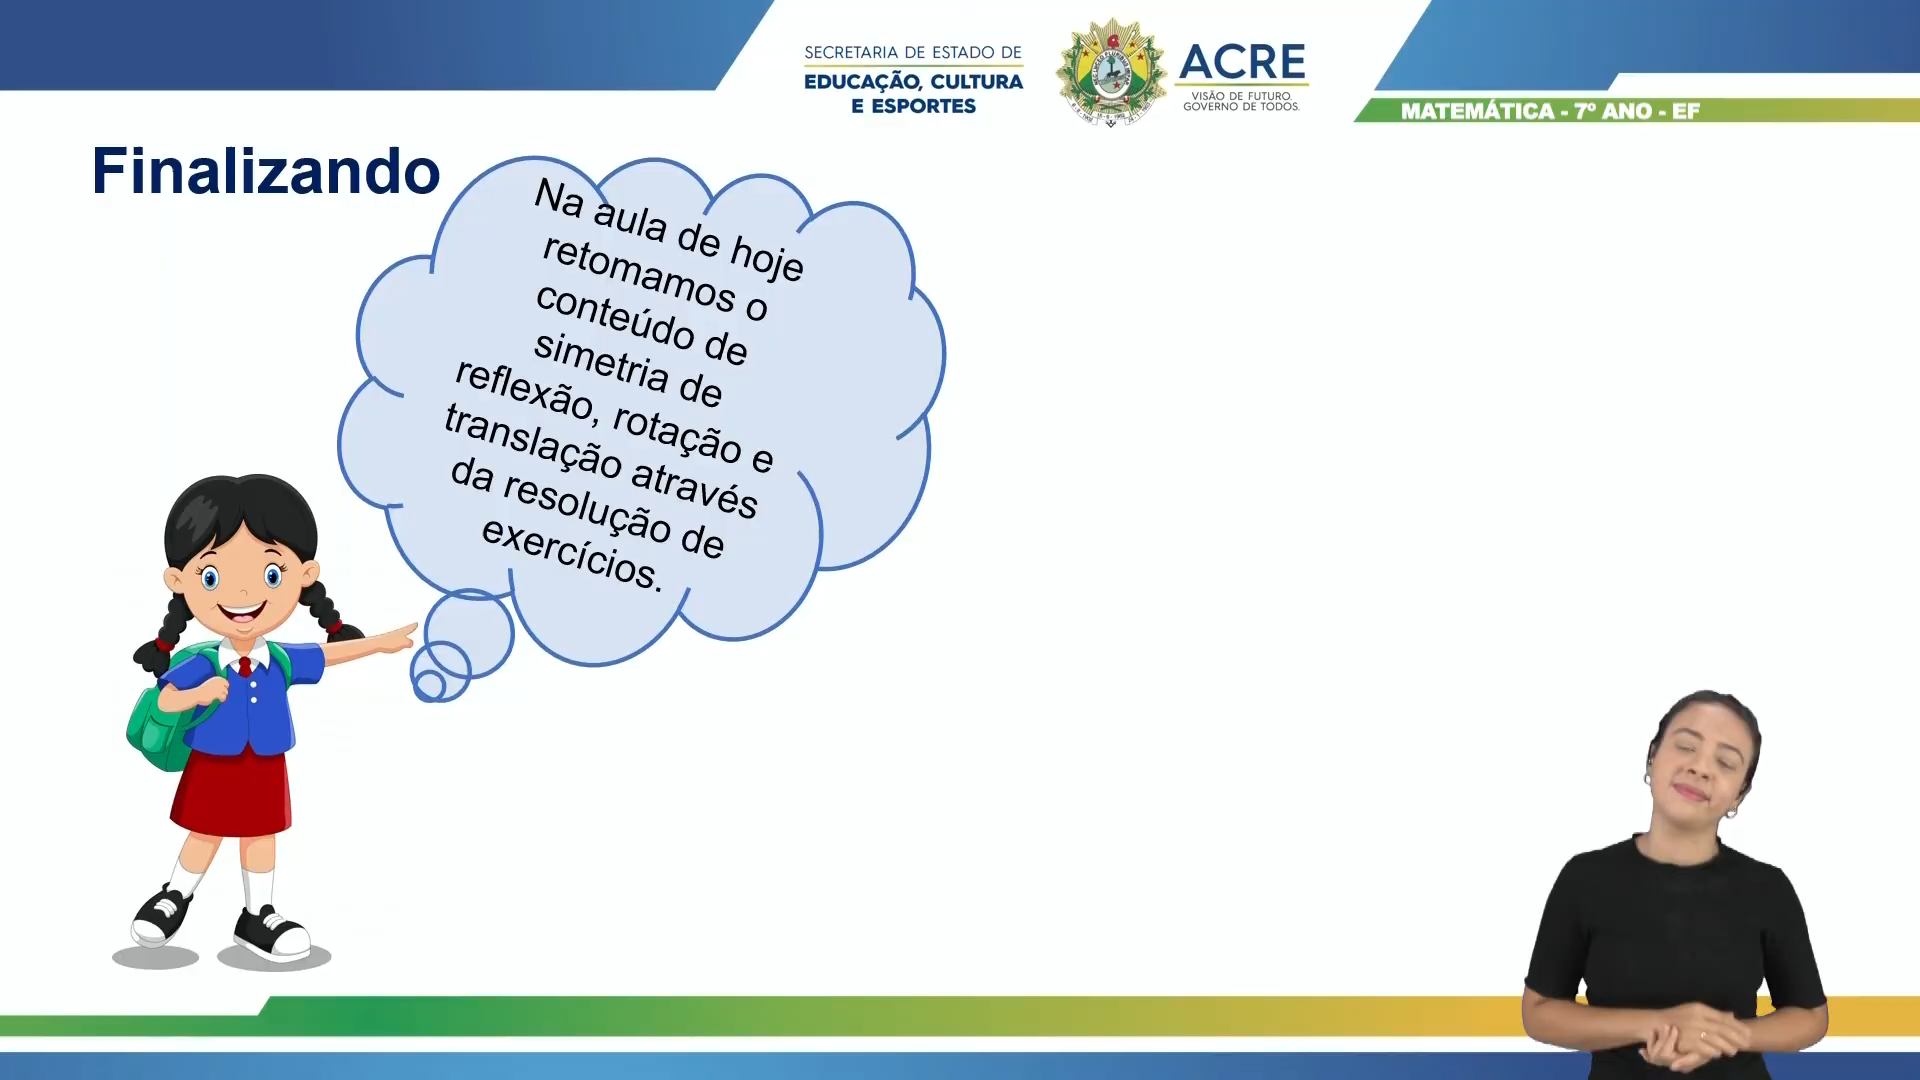 SECRETARIA DE ESTADO DE
EDUCAÇÃO, CULTURA
E ESPORTES
ACRE
VISÃO DE FUTURO.
GOVERNO DE TODOS.
MATEMÁTICA - 7º ANO - EF
Finalizando
Na aula de hoje
retomamos o
conteúdo de
simetria de
reflexão, rotação e
translação através
da resolução de
exercícios.